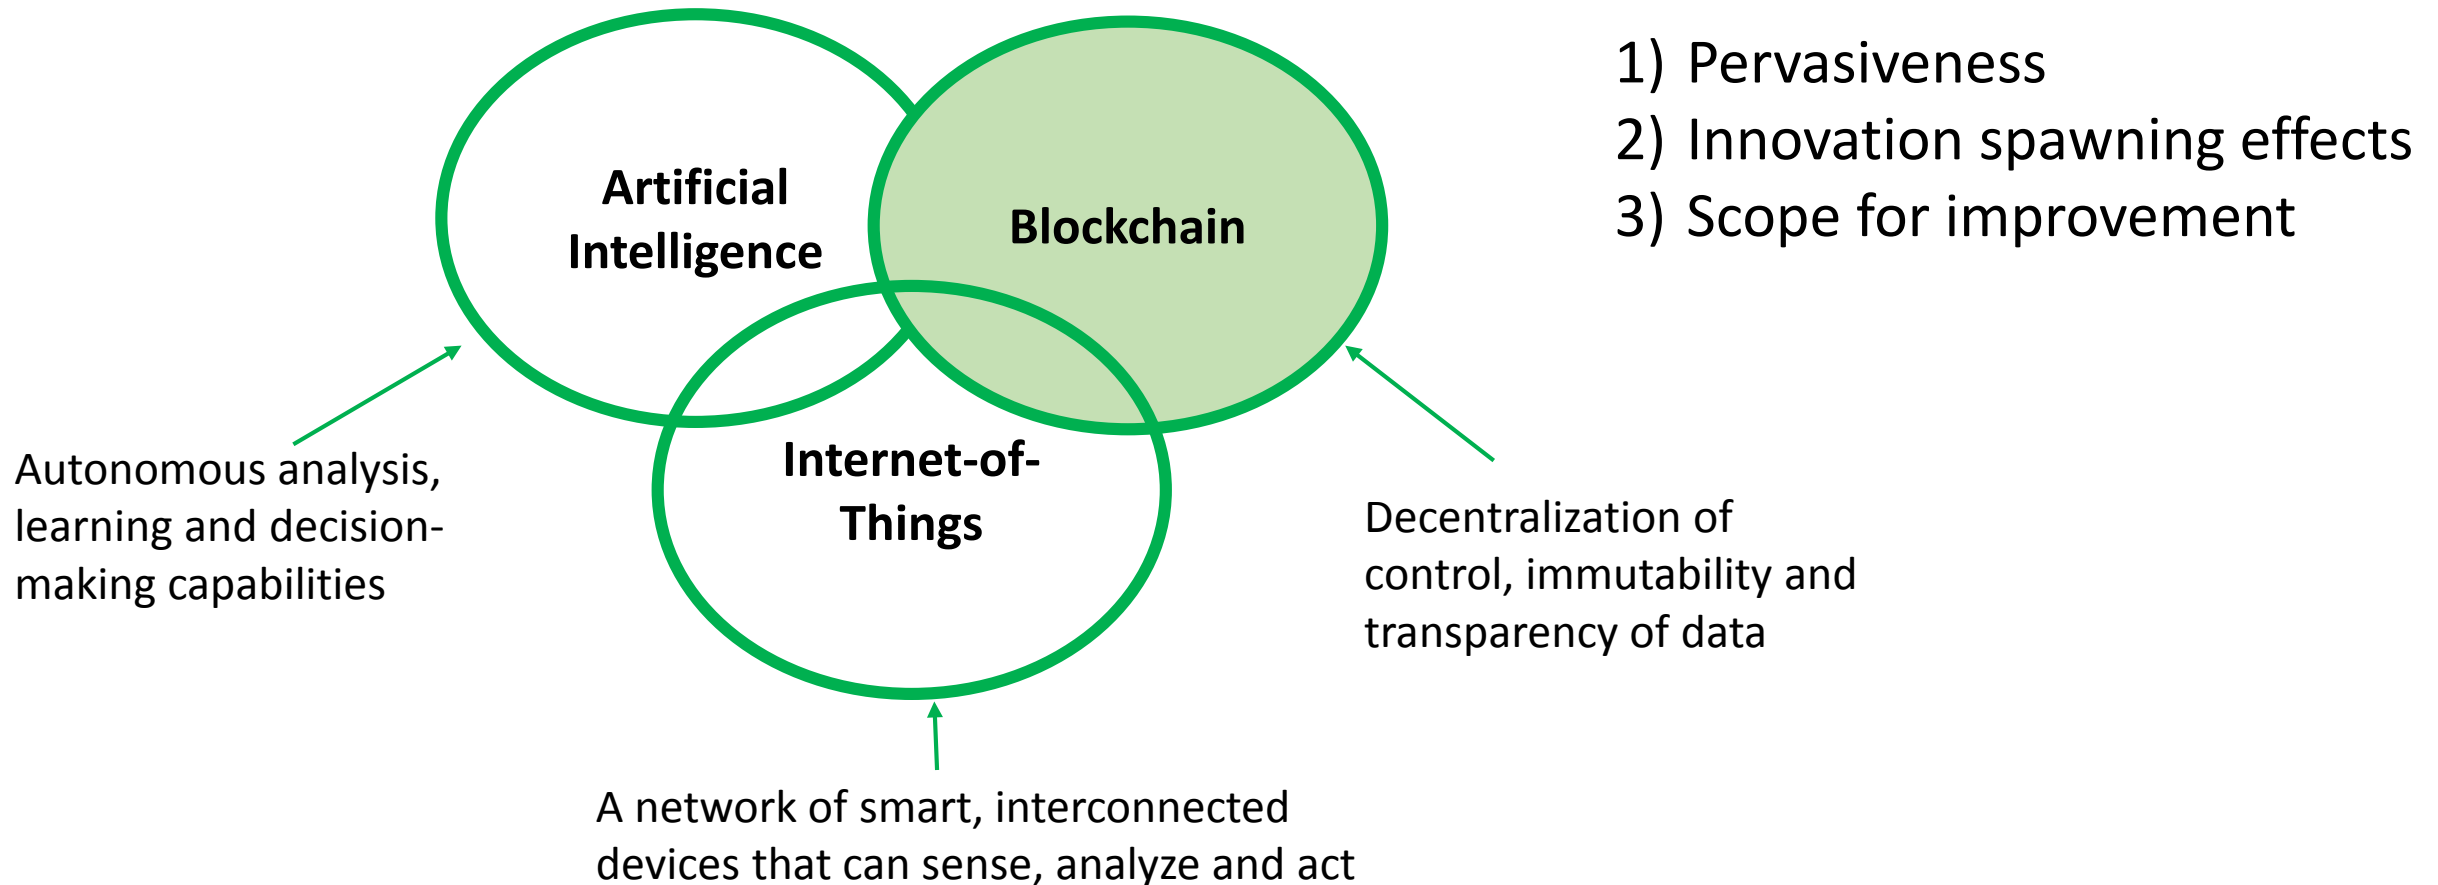 Artificial
Intelligence
Blockchain
Internet-of-
Things
1) Pervasiveness
2) Innovation spawning effects
3) Scope for improvement
Autonomous analysis,
learning and decision-
making capabilities
Decentralization of
control, immutability and
transparency of data
A network of smart, interconnected
devices that can sense, analyze and act